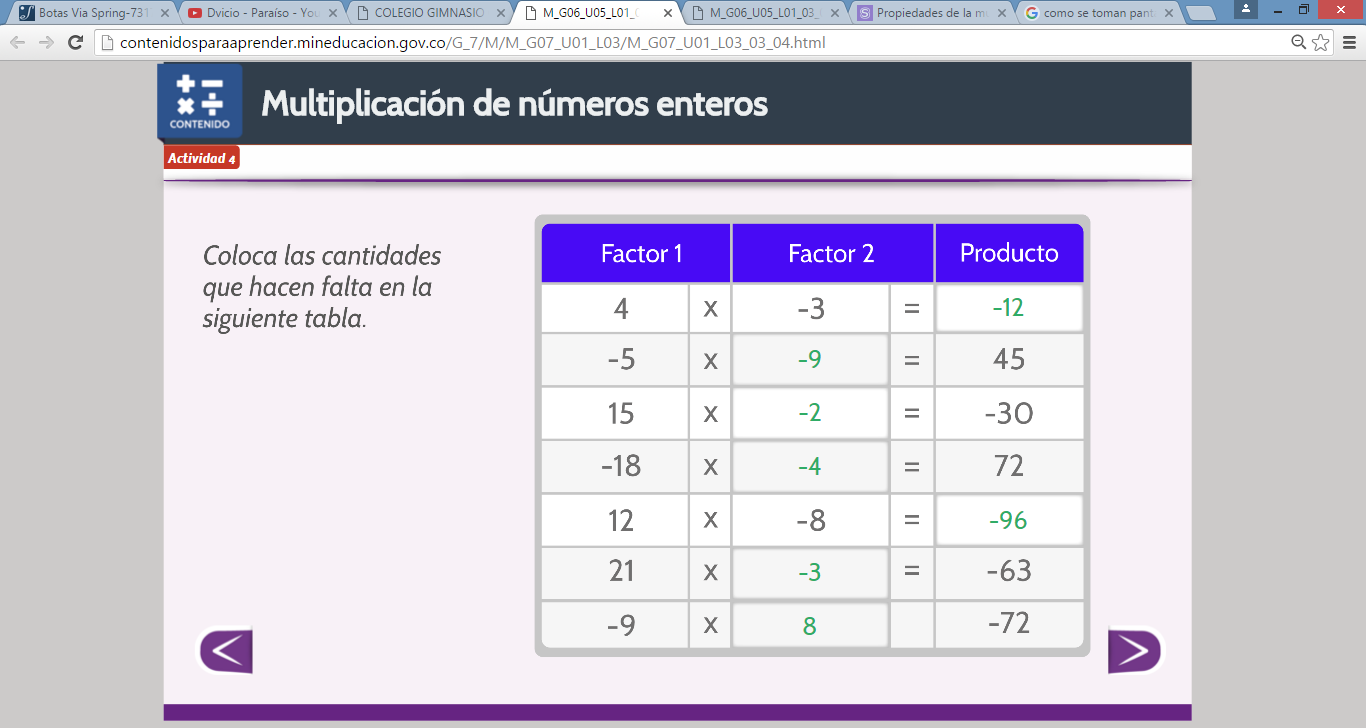 Botas Via Spring-731
Dvicio - Paraíso - You
COLEGIO GIMNASIO
M_G06_U05_L01_
M_G06_U05_L01_03_
Propiedades de la m
como se toman pant
contenidosparaaprender.mineducacion.gov.co/G_7/M/M_G07_U01_L03/M_G07_U01_L03_03_04.html
CONTENIDO
Multiplicación de números enteros
Actividad 4
Coloca las cantidades
que hacen falta en la
siguiente tabla.
Factor 1 Factor 2 Producto
4 x -3 = -12
-5 x -9 = 45
15 x -2 = -30
-18 x -4 = 72
12 x -8 = -96
21 x -3 = -63
-9 x 8 -72